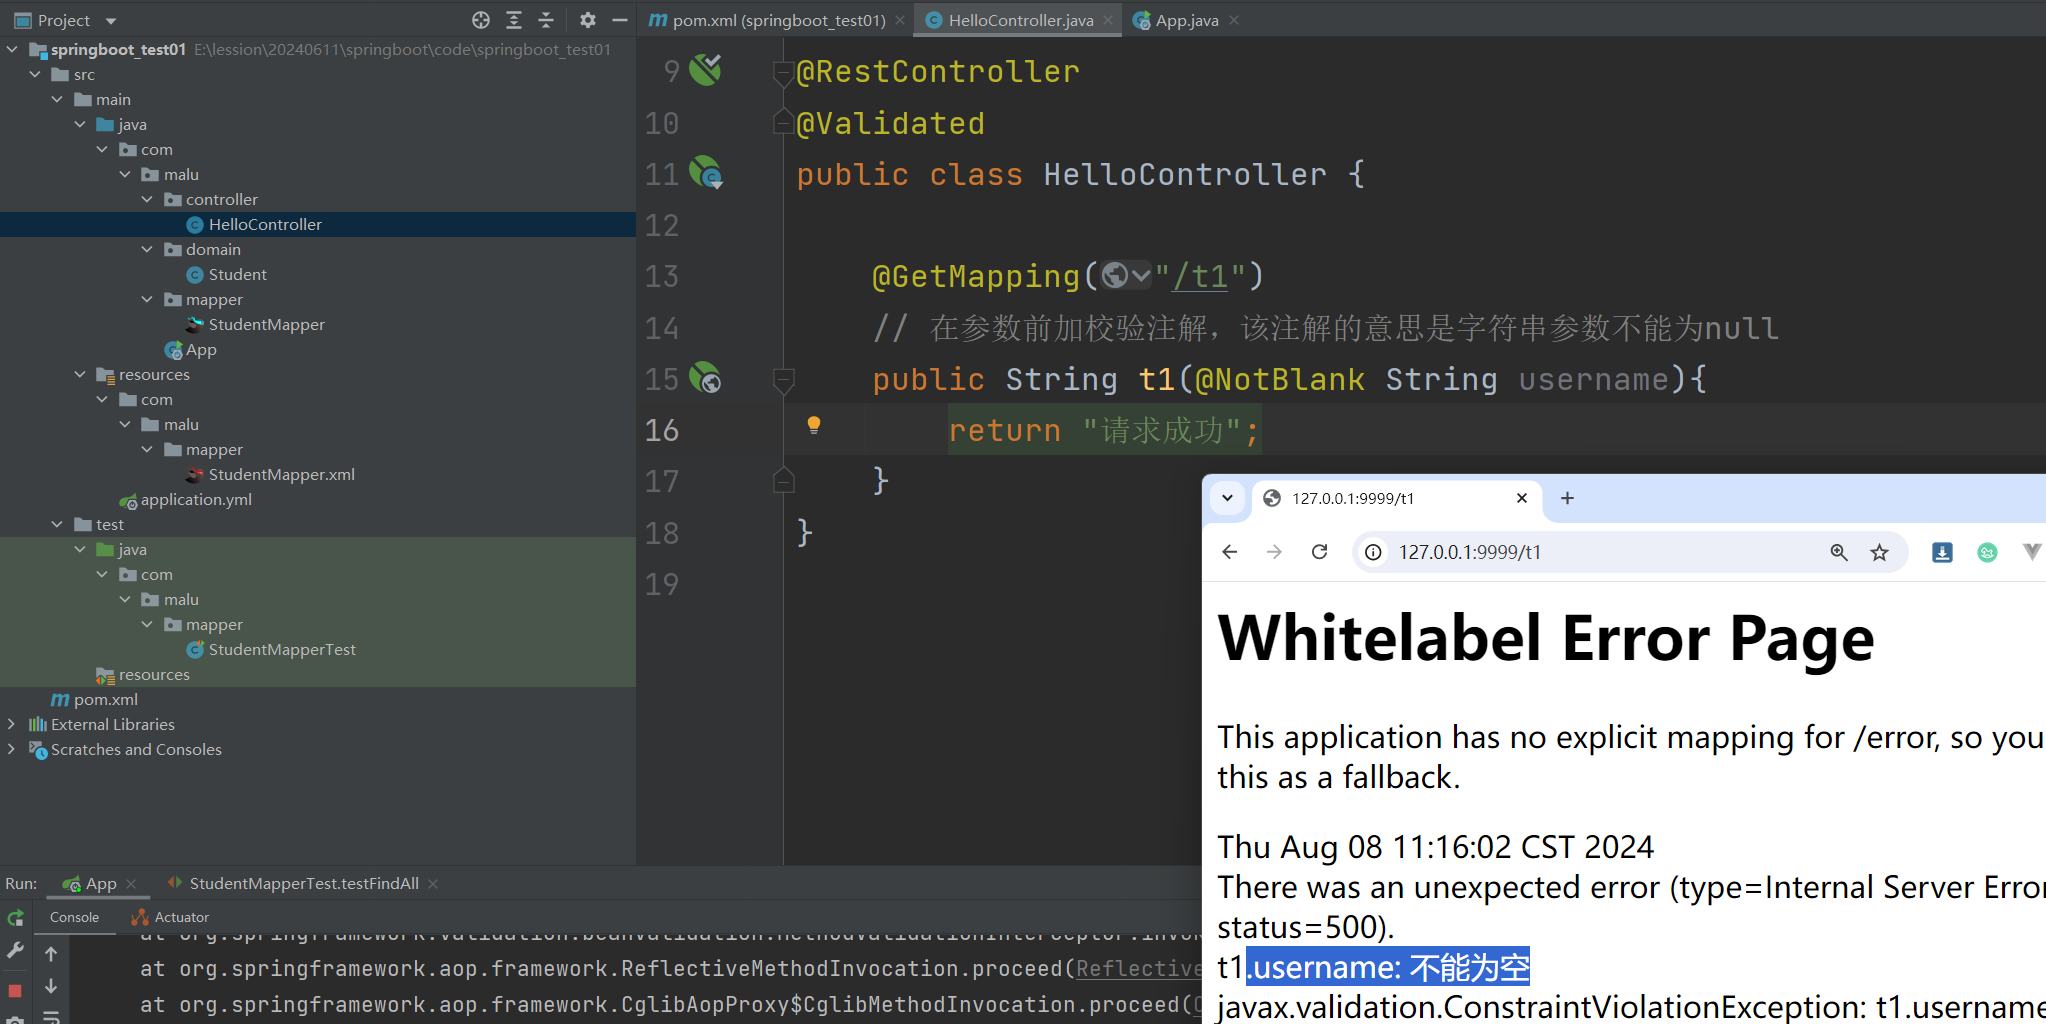 Project
springboot_test01 E:\lession\20240611\springboot\code\springboot_test01
src
main
java
com
malu
controller
HelloController
domain
Student
mapper
StudentMapper
App
resources
com
malu
mapper
StudentMapper.xml
application.yml
test
java
com
malu
mapper
StudentMapperTest
resources
pom.xml
External Libraries
Scratches and Consoles
pom.xml (springboot_test01)
HelloController.java
App.java
9 @RestController
10 @Validated
11 public class HelloController {
12
13 @GetMapping("/t1")
14 // 在参数前加校验注解，该注解的意思是字符串参数不能为null
15 public String t1(@NotBlank String username){
16 return "请求成功";
17 }
18 }
19
127.0.0.1:9999/t1
127.0.0.1:9999/t1
Whitelabel Error Page
This application has no explicit mapping for /error, so you
this as a fallback.
Thu Aug 08 11:16:02 CST 2024
There was an unexpected error (type=Internal Server Error
status=500).
t1.username: 不能为空
javax.validation.ConstraintViolationException: t1.username
Run: App StudentMapperTest.testFindAll
Console Actuator
at org.springframework.validation.beanvalidation.MethodValidationInterceptor.invok
at org.springframework.aop.framework.ReflectiveMethodInvocation.proceed(Reflective
at org.springframework.aop.framework.CglibAopProxy$CglibMethodInvocation.proceed(